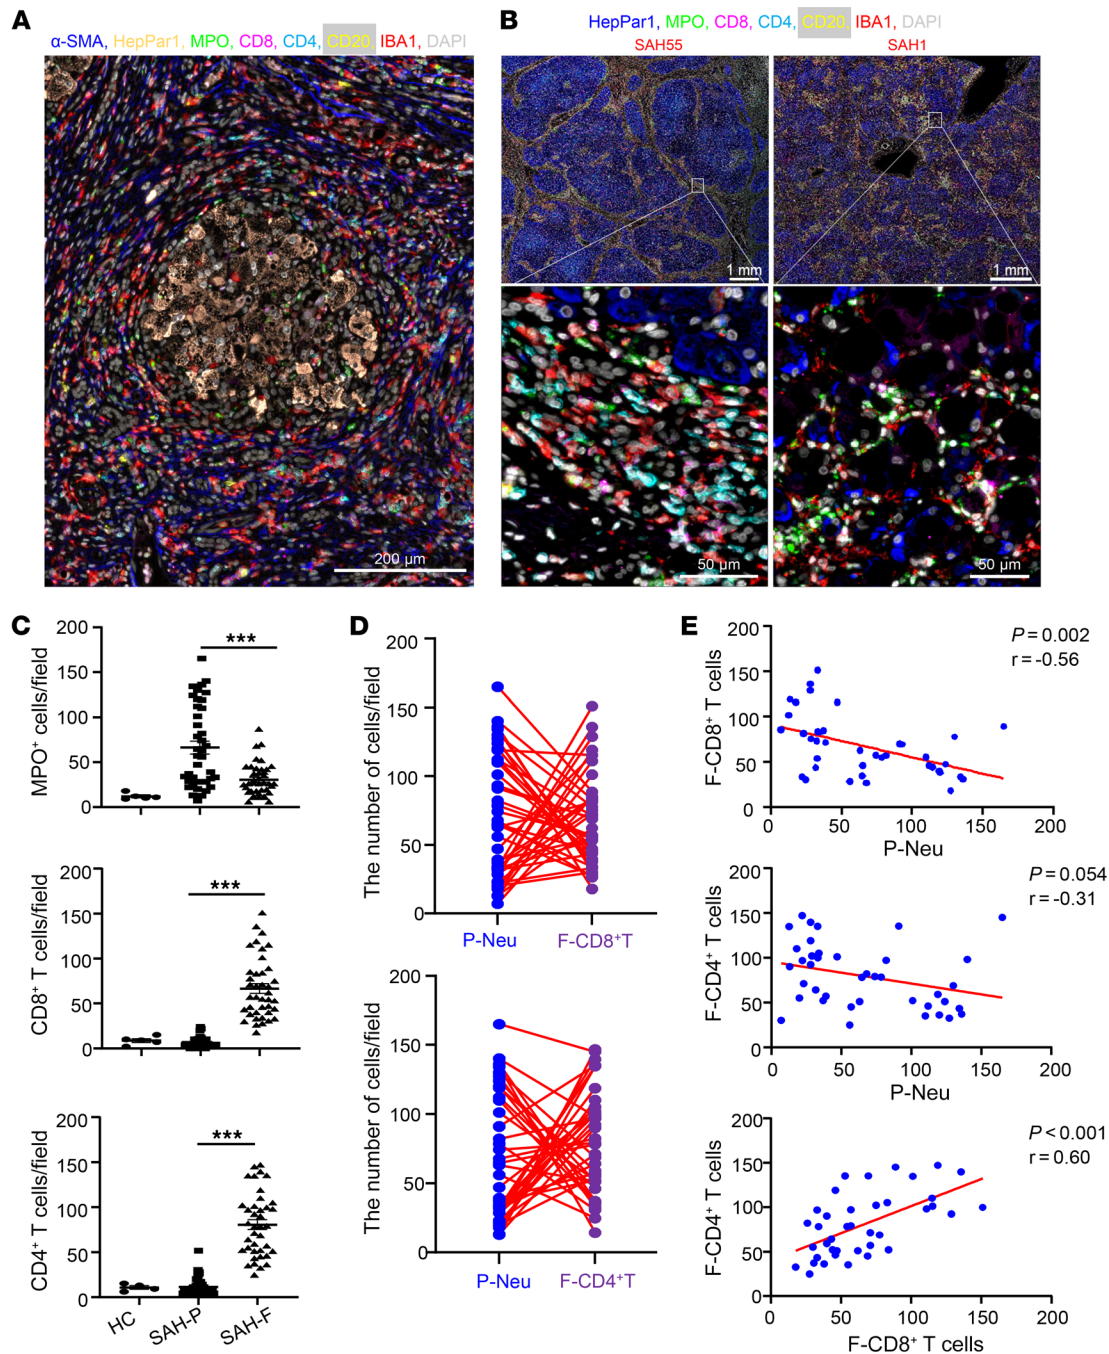 A
α-SMA, HepPar1, MPO, CD8, CD4, CD20, IBA1, DAPI
200 µm
B
HepPar1, MPO, CD8, CD4, CD20, IBA1, DAPI
SAH55
SAH1
1 mm
1 mm
50 µm
50 µm
C
MPO⁺ cells/field
200
150
100
50
0
***
CD8⁺ T cells/field
200
150
100
50
0
***
CD4⁺ T cells/field
200
150
100
50
0
***
HC
SAH-P
SAH-F
D
The number of cells/field
200
150
100
50
0
P-Neu
F-CD8⁺T
The number of cells/field
200
150
100
50
0
P-Neu
F-CD4⁺T
E
F-CD8⁺ T cells
200
150
100
50
0
P = 0.002
r = -0.56
0 50 100 150 200
P-Neu
F-CD4⁺ T cells
200
150
100
50
0
P = 0.054
r = -0.31
0 50 100 150 200
P-Neu
F-CD4⁺ T cells
200
150
100
50
0
P < 0.001
r = 0.60
0 50 100 150 200
F-CD8⁺ T cells